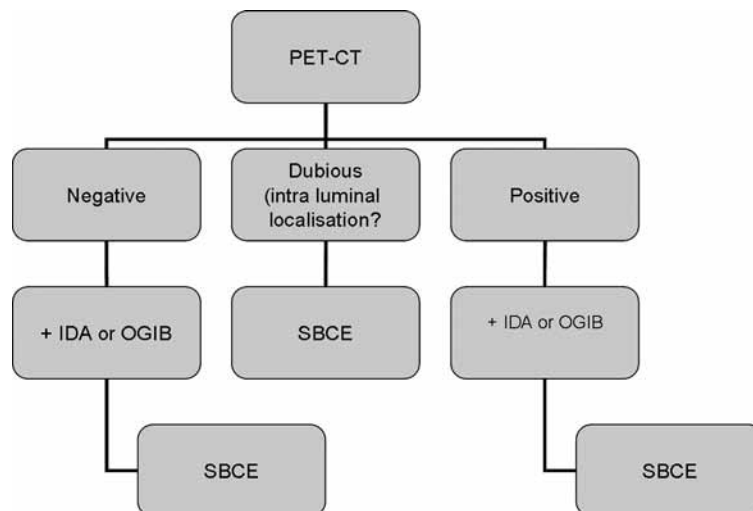 PET-CT
Negative
Dubious
(intra luminal
localisation?
Positive
+ IDA or OGIB
SBCE
+ IDA or OGIB
SBCE
SBCE